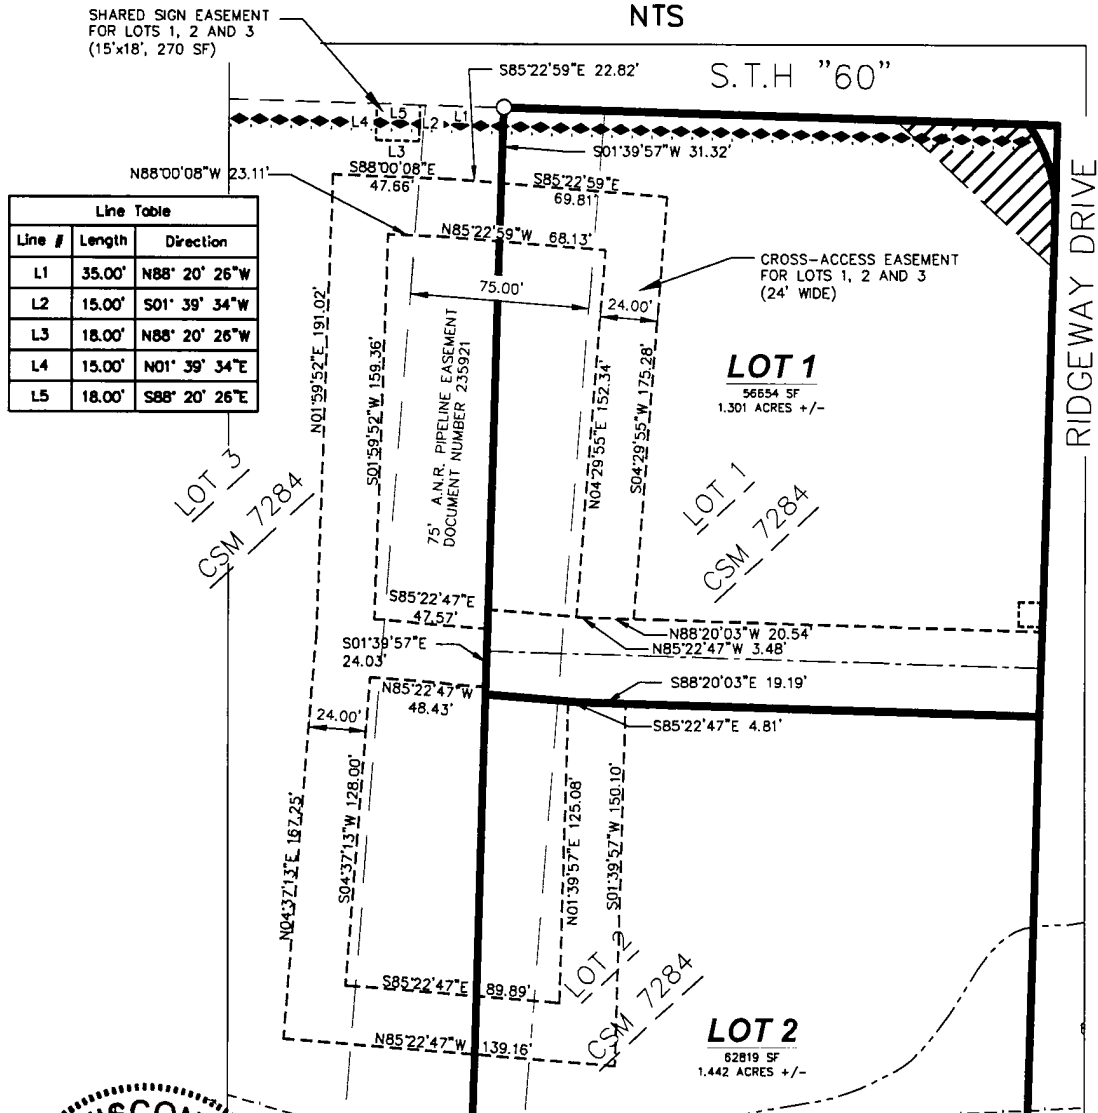 SHARED SIGN EASEMENT
FOR LOTS 1, 2 AND 3
(15'x18', 270 SF)
NTS
S85°22'59"E 22.82'
S.T.H "60"
L5
L4
L2
L1
L3
S01°39'57"W 31.32'
N88°00'08"W 23.11'
S88°00'08"E
47.66'
S85°22'59"E
69.81'
RIDGEWAY DRIVE
Line Table
Line # Length Direction
L1 35.00' N88° 20' 26"W
L2 15.00' S01° 39' 34"W
L3 18.00' N88° 20' 26"W
L4 15.00' N01° 39' 34"E
L5 18.00' S88° 20' 26"E
N85°22'59"W 68.13'
CROSS-ACCESS EASEMENT
FOR LOTS 1, 2 AND 3
(24' WIDE)
75.00'
24.00'
N01°59'52"E 191.02'
S01°59'52"W 159.36'
75' A.N.R. PIPELINE EASEMENT
DOCUMENT NUMBER 235921
N04°29'55"E 152.34'
S04°29'55"W 175.28'
LOT 1
56654 SF
1.301 ACRES +/-
LOT 3
CSM 7284
LOT 1
CSM 7284
S85°22'47"E
47.57'
N88°20'03"W 20.54'
N85°22'47"W 3.48'
S01°39'57"E
24.03'
N85°22'47"W
48.43'
S88°20'03"E 19.19'
24.00'
S85°22'47"E 4.81'
N04°37'13"E 167.25'
S04°37'13"W 128.00'
N01°39'57"E 125.08'
S01°39'57"W 150.10'
S85°22'47"E 89.89'
LOT 2
CSM 7284
N85°22'47"W 139.16'
LOT 2
62819 SF
1.442 ACRES +/-